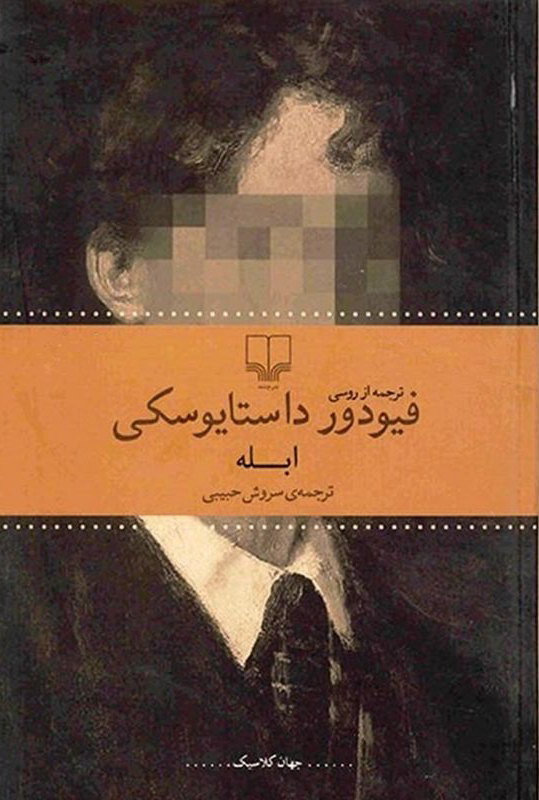 ترجمه از روسی
فیودور داستایوسکی
ابله
ترجمه‌ی سروش حبیبی
...... جهان کلاسیک ......